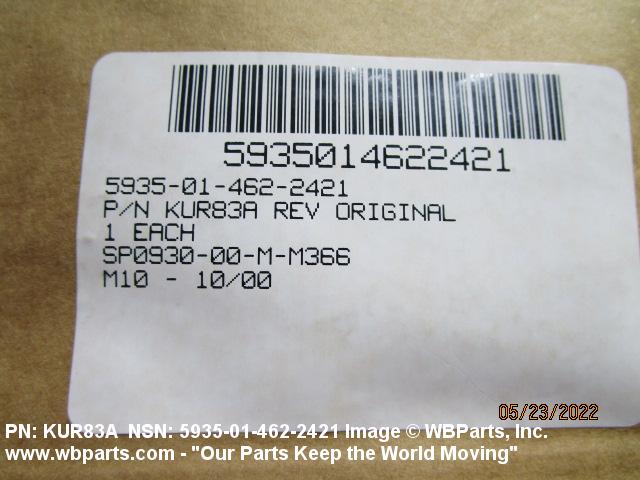 5935014622421
5935-01-462-2421
P/N KUR83A REV ORIGINAL
1 EACH
SP0930-00-M-M366
M10 - 10/00
05/23/2022
PN: KUR83A NSN: 5935-01-462-2421 Image © WBParts, Inc.
www.wbparts.com - "Our Parts Keep the World Moving"